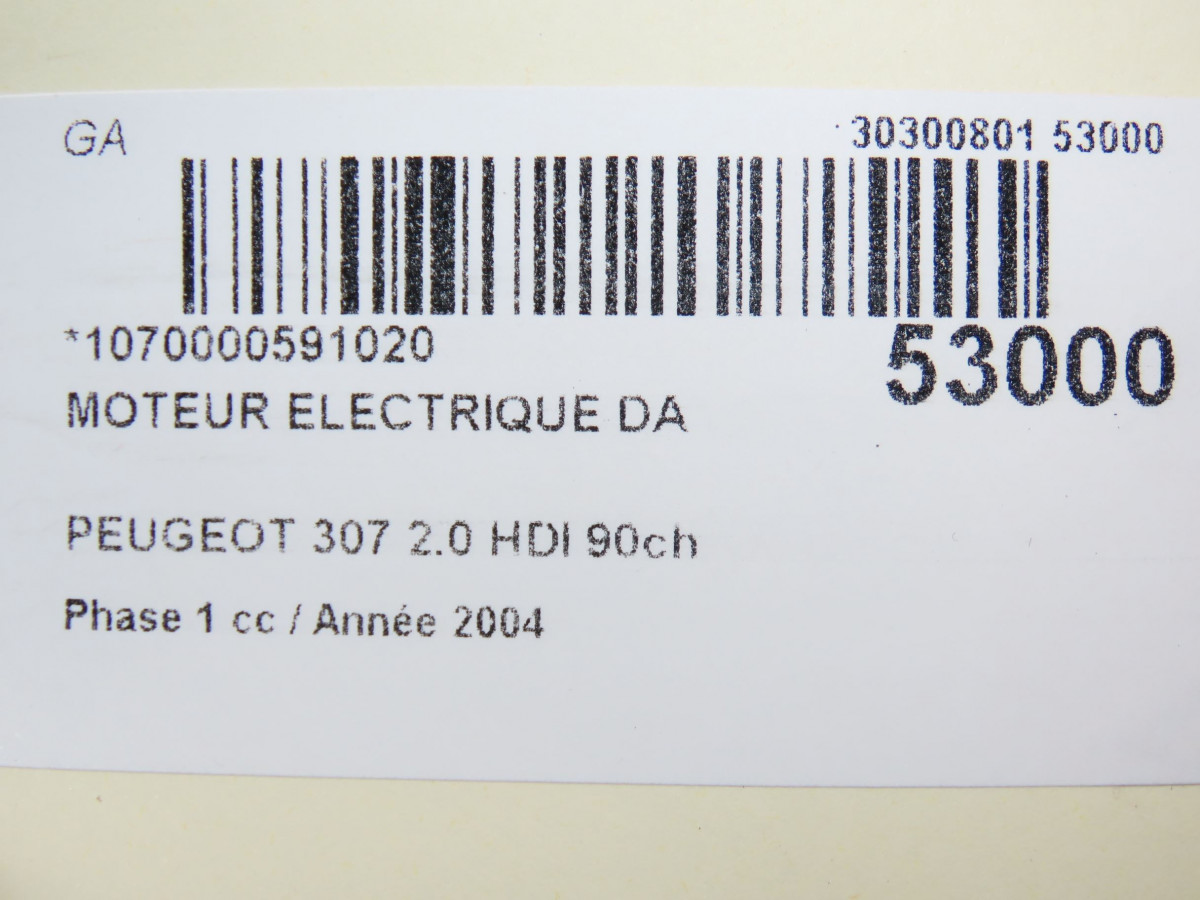 GA
30300801 53000
*1070000591020
53000
MOTEUR ELECTRIQUE DA
PEUGEOT 307 2.0 HDI 90ch
Phase 1 cc / Année 2004